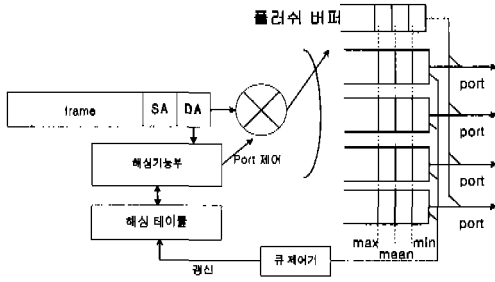 플러쉬 버퍼
port
frame SA DA
port
해싱기능부
Port 제어
port
해싱 테이블
port
max min
mean
갱신
큐 제어기